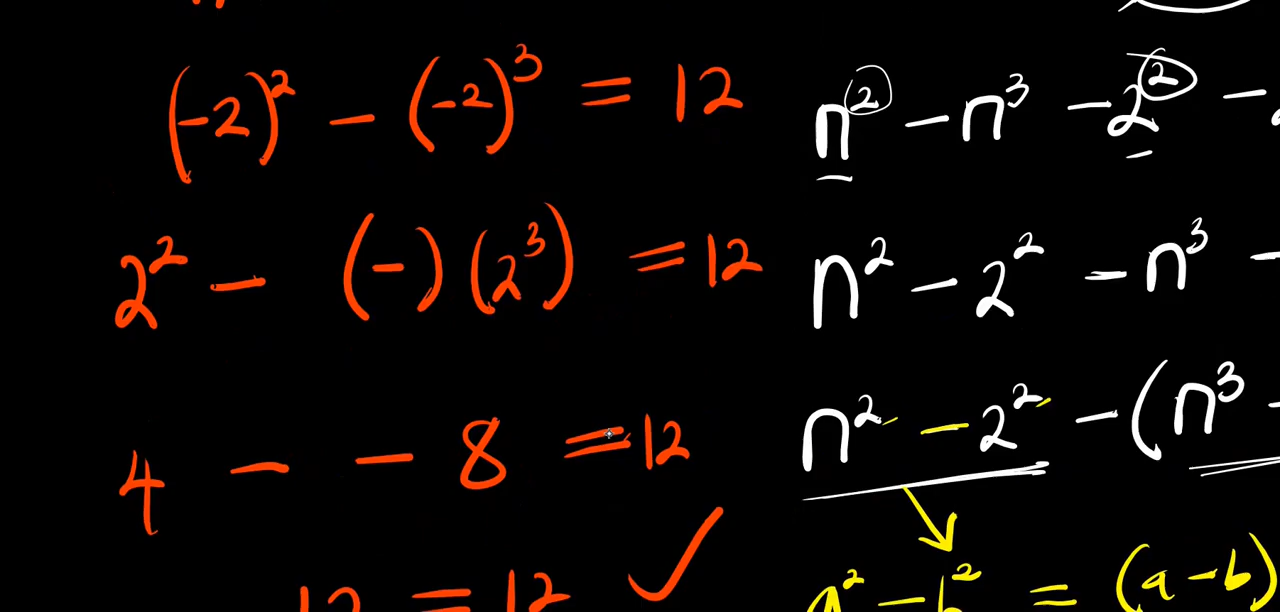 (-2)² - (-2)³ = 12
2² - (-)(2³) = 12
4 - - 8 = 12
12 = 12 ✓
n² - n³ - 2² -
n² - 2² - n³ -
n² - 2² - (n³ -
a² - b² = (a - b)